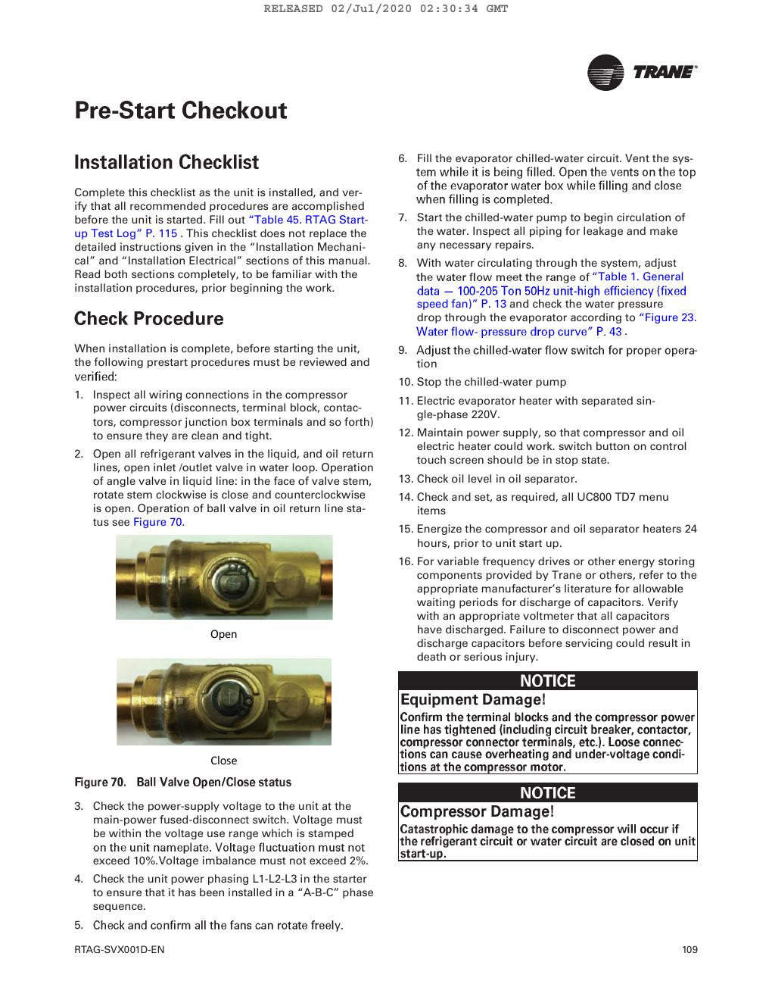 RELEASED 02/Jul/2020 02:30:34 GMT
TRANE®
Pre-Start Checkout
Installation Checklist
Complete this checklist as the unit is installed, and ver-
ify that all recommended procedures are accomplished
before the unit is started. Fill out “Table 45. RTAG Start-
up Test Log” P. 115 . This checklist does not replace the
detailed instructions given in the “Installation Mechani-
cal” and “Installation Electrical” sections of this manual.
Read both sections completely, to be familiar with the
installation procedures, prior beginning the work.
Check Procedure
When installation is complete, before starting the unit,
the following prestart procedures must be reviewed and
verified:
1. Inspect all wiring connections in the compressor
power circuits (disconnects, terminal block, contac-
tors, compressor junction box terminals and so forth)
to ensure they are clean and tight.
2. Open all refrigerant valves in the liquid, and oil return
lines, open inlet /outlet valve in water loop. Operation
of angle valve in liquid line: in the face of valve stem,
rotate stem clockwise is close and counterclockwise
is open. Operation of ball valve in oil return line sta-
tus see Figure 70.
Open
Close
Figure 70. Ball Valve Open/Close status
3. Check the power-supply voltage to the unit at the
main-power fused-disconnect switch. Voltage must
be within the voltage use range which is stamped
on the unit nameplate. Voltage fluctuation must not
exceed 10%.Voltage imbalance must not exceed 2%.
4. Check the unit power phasing L1-L2-L3 in the starter
to ensure that it has been installed in a “A-B-C” phase
sequence.
5. Check and confirm all the fans can rotate freely.
6. Fill the evaporator chilled-water circuit. Vent the sys-
tem while it is being filled. Open the vents on the top
of the evaporator water box while filling and close
when filling is completed.
7. Start the chilled-water pump to begin circulation of
the water. Inspect all piping for leakage and make
any necessary repairs.
8. With water circulating through the system, adjust
the water flow meet the range of “Table 1. General
data — 100-205 Ton 50Hz unit-high efficiency (fixed
speed fan)” P. 13 and check the water pressure
drop through the evaporator according to “Figure 23.
Water flow- pressure drop curve” P. 43 .
9. Adjust the chilled-water flow switch for proper opera-
tion
10. Stop the chilled-water pump
11. Electric evaporator heater with separated sin-
gle-phase 220V.
12. Maintain power supply, so that compressor and oil
electric heater could work. switch button on control
touch screen should be in stop state.
13. Check oil level in oil separator.
14. Check and set, as required, all UC800 TD7 menu
items
15. Energize the compressor and oil separator heaters 24
hours, prior to unit start up.
16. For variable frequency drives or other energy storing
components provided by Trane or others, refer to the
appropriate manufacturer’s literature for allowable
waiting periods for discharge of capacitors. Verify
with an appropriate voltmeter that all capacitors
have discharged. Failure to disconnect power and
discharge capacitors before servicing could result in
death or serious injury.
NOTICE
Equipment Damage!
Confirm the terminal blocks and the compressor power
line has tightened (including circuit breaker, contactor,
compressor connector terminals, etc.). Loose connec-
tions can cause overheating and under-voltage condi-
tions at the compressor motor.
NOTICE
Compressor Damage!
Catastrophic damage to the compressor will occur if
the refrigerant circuit or water circuit are closed on unit
start-up.
RTAG-SVX001D-EN
109